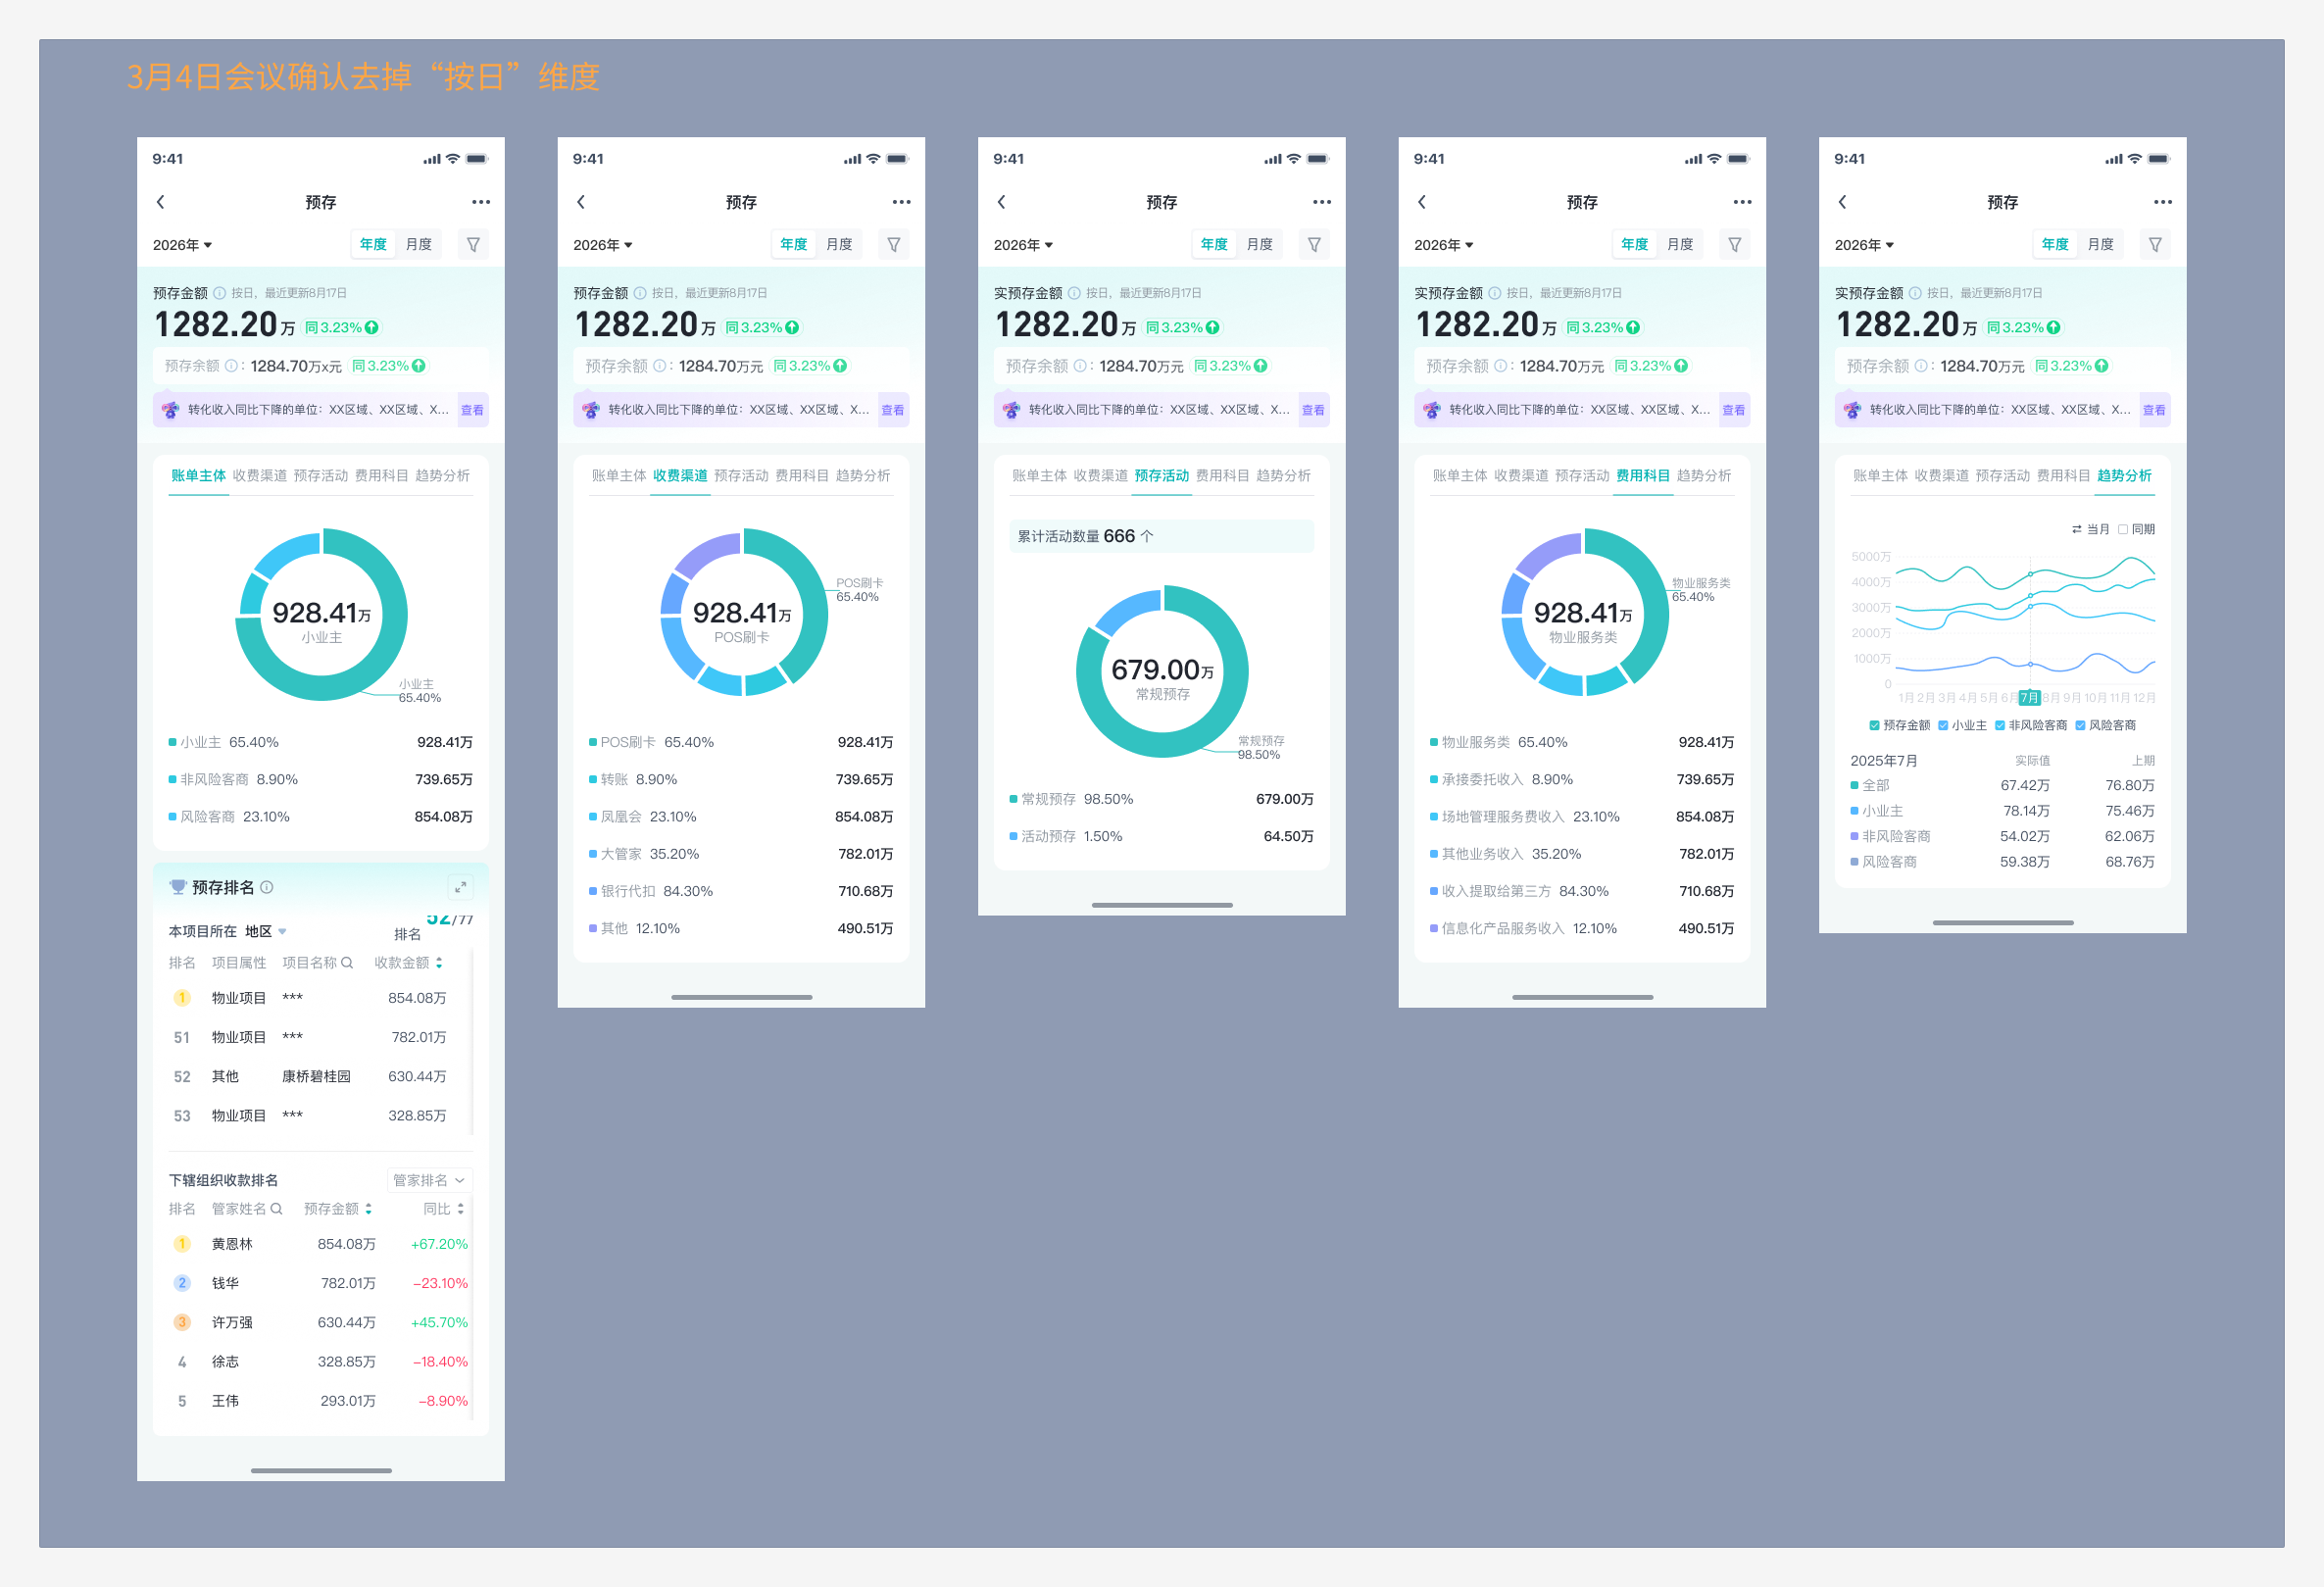 3月4日会议确认去掉“按日”维度
9:41
预存
2026年
年度 月度
预存金额 按日，最近更新8月17日
1282.20 万 同 3.23%
预存余额 ：1284.70万x元 同 3.23%
转化收入同比下降的单位：XX区域、XX区域、X... 查看
账单主体 收费渠道 预存活动 费用科目 趋势分析
928.41万
小业主
小业主
65.40%
小业主 65.40% 928.41万
非风险客商 8.90% 739.65万
风险客商 23.10% 854.08万
预存排名
本项目所在 地区 排名 52/77
排名 项目属性 项目名称 收款金额
1 物业项目 *** 854.08万
51 物业项目 *** 782.01万
52 其他 康桥碧桂园 630.44万
53 物业项目 *** 328.85万
下辖组织收款排名 管家排名
排名 管家姓名 预存金额 同比
1 黄恩林 854.08万 +67.20%
2 钱华 782.01万 -23.10%
3 许万强 630.44万 +45.70%
4 徐志 328.85万 -18.40%
5 王伟 293.01万 -8.90%
9:41
预存
2026年
年度 月度
预存金额 按日，最近更新8月17日
1282.20 万 同 3.23%
预存余额 ：1284.70万元 同 3.23%
转化收入同比下降的单位：XX区域、XX区域、X... 查看
账单主体 收费渠道 预存活动 费用科目 趋势分析
POS刷卡
65.40%
928.41万
POS刷卡
POS刷卡 65.40% 928.41万
转账 8.90% 739.65万
凤凰会 23.10% 854.08万
大管家 35.20% 782.01万
银行代扣 84.30% 710.68万
其他 12.10% 490.51万
9:41
预存
2026年
年度 月度
实预存金额 按日，最近更新8月17日
1282.20 万 同 3.23%
预存余额 ：1284.70万元 同 3.23%
转化收入同比下降的单位：XX区域、XX区域、X... 查看
账单主体 收费渠道 预存活动 费用科目 趋势分析
累计活动数量 666 个
679.00万
常规预存
常规预存
98.50%
常规预存 98.50% 679.00万
活动预存 1.50% 64.50万
9:41
预存
2026年
年度 月度
实预存金额 按日，最近更新8月17日
1282.20 万 同 3.23%
预存余额 ：1284.70万元 同 3.23%
转化收入同比下降的单位：XX区域、XX区域、X... 查看
账单主体 收费渠道 预存活动 费用科目 趋势分析
物业服务类
65.40%
928.41万
物业服务类
物业服务类 65.40% 928.41万
承接委托收入 8.90% 739.65万
场地管理服务费收入 23.10% 854.08万
其他业务收入 35.20% 782.01万
收入提取给第三方 84.30% 710.68万
信息化产品服务收入 12.10% 490.51万
9:41
预存
2026年
年度 月度
实预存金额 按日，最近更新8月17日
1282.20 万 同 3.23%
预存余额 ：1284.70万元 同 3.23%
转化收入同比下降的单位：XX区域、XX区域、X... 查看
账单主体 收费渠道 预存活动 费用科目 趋势分析
当月 同期
5000万
4000万
3000万
2000万
1000万
0
1月 2月 3月 4月 5月 6月 7月 8月 9月 10月 11月 12月
预存金额 小业主 非风险客商 风险客商
2025年7月 实际值 上期
全部 67.42万 76.80万
小业主 78.14万 75.46万
非风险客商 54.02万 62.06万
风险客商 59.38万 68.76万